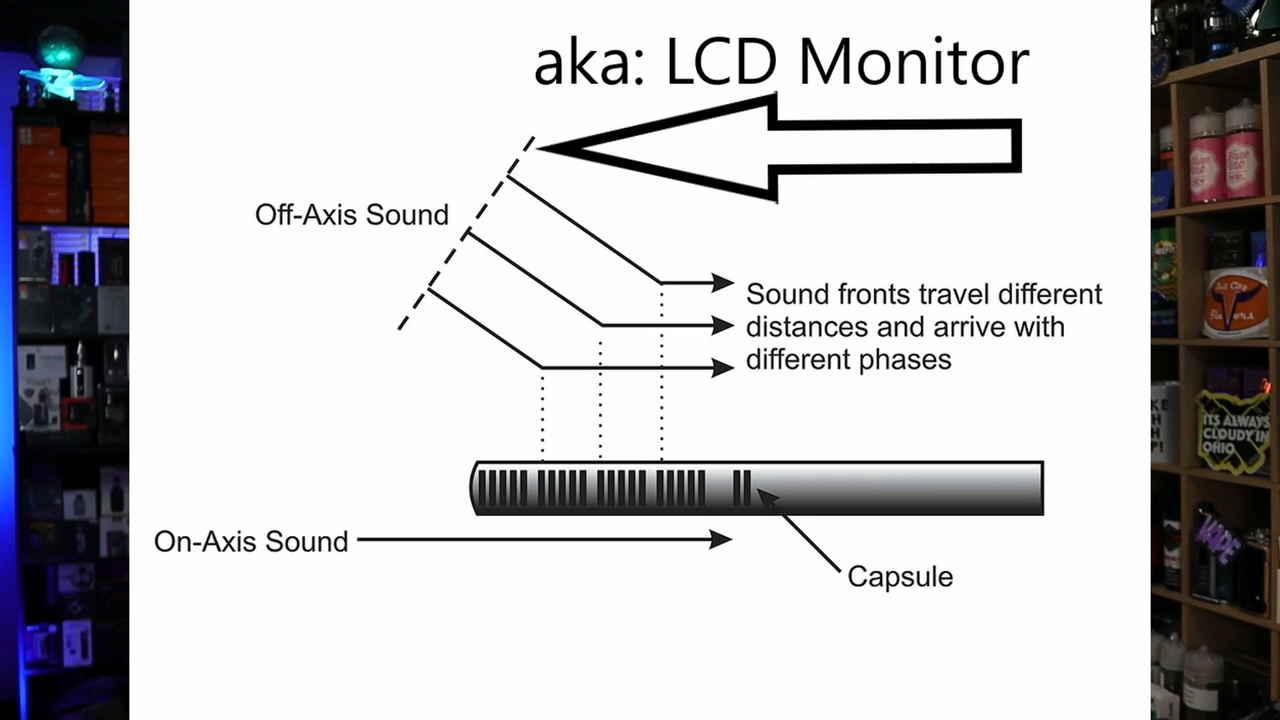 aka: LCD Monitor
Off-Axis Sound
Sound fronts travel different
distances and arrive with
different phases
On-Axis Sound
Capsule
ITS ALWAYS
CLOUDY IN
OHIO
VAPE